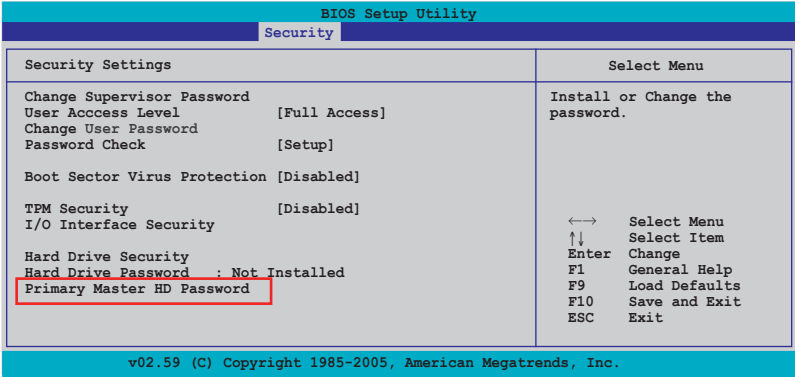 BIOS Setup Utility
Security
Security Settings
Change Supervisor Password
User Acccess Level [Full Access]
Change User Password
Password Check [Setup]
Boot Sector Virus Protection [Disabled]
TPM Security [Disabled]
I/O Interface Security
Hard Drive Security
Hard Drive Password : Not Installed
Primary Master HD Password
Select Menu
Install or Change the
password.
←→ Select Menu
↑↓ Select Item
Enter Change
F1 General Help
F9 Load Defaults
F10 Save and Exit
ESC Exit
v02.59 (C) Copyright 1985-2005, American Megatrends, Inc.